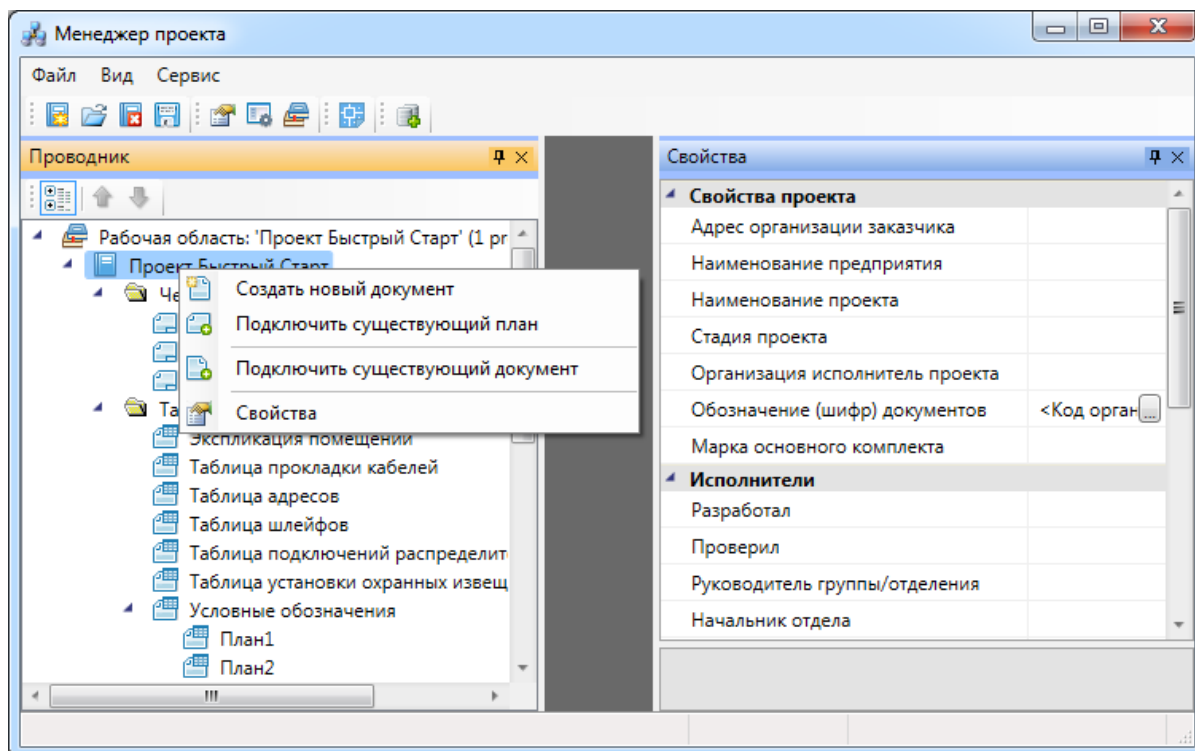 Менеджер проекта
Файл Вид Сервис
Проводник
Рабочая область: 'Проект Быстрый Старт' (1 pr
Проект Быстрый Старт
Че
Создать новый документ
Подключить существующий план
Подключить существующий документ
Свойства
Та
Экспликация помещений
Таблица прокладки кабелей
Таблица адресов
Таблица шлейфов
Таблица подключений распределит
Таблица установки охранных извещ
Условные обозначения
План1
План2
Свойства
Свойства проекта
Адрес организации заказчика
Наименование предприятия
Наименование проекта
Стадия проекта
Организация исполнитель проекта
Обозначение (шифр) документов <Код орган ...
Марка основного комплекта
Исполнители
Разработал
Проверил
Руководитель группы/отделения
Начальник отдела